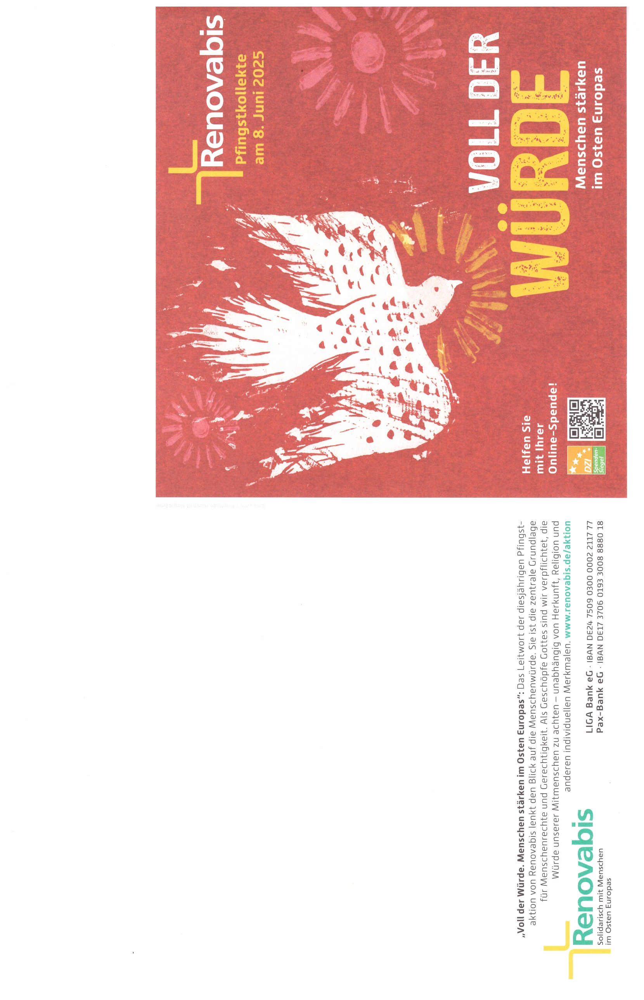 Renovabis
Pfingstkollekte
am 8. Juni 2025
VOLL DER
WÜRDE
Menschen stärken
im Osten Europas
Helfen Sie
mit Ihrer
Online-Spende!
DZI
Spenden-
Siegel
„Voll der Würde. Menschen stärken im Osten Europas“: Das Leitwort der diesjährigen Pfingst-
aktion von Renovabis lenkt den Blick auf die Menschenwürde. Sie ist die zentrale Grundlage
für Menschenrechte und Gerechtigkeit. Als Geschöpfe Gottes sind wir verpflichtet, die
Würde unserer Mitmenschen zu achten – unabhängig von Herkunft, Religion und
anderen individuellen Merkmalen. www.renovabis.de/aktion
LIGA Bank eG · IBAN DE24 7509 0300 0002 2117 77
Pax-Bank eG · IBAN DE17 3706 0193 3008 8880 18
Renovabis
Solidarisch mit Menschen
im Osten Europas